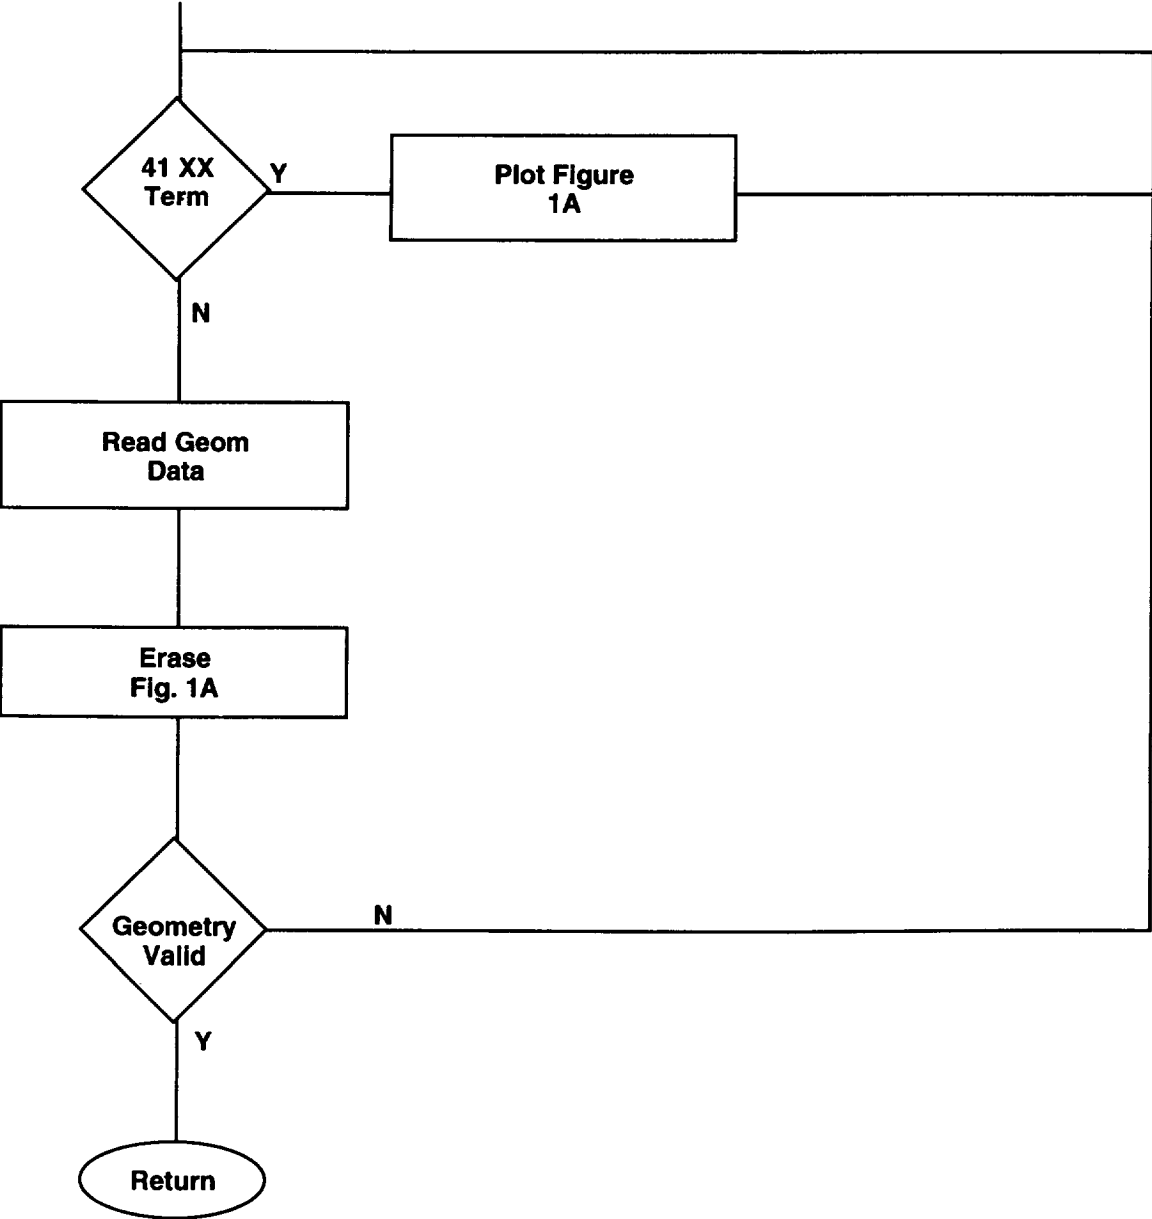 41 XX
Term
Y
Plot Figure
1A
N
Read Geom
Data
Erase
Fig. 1A
Geometry
Valid
N
Y
Return